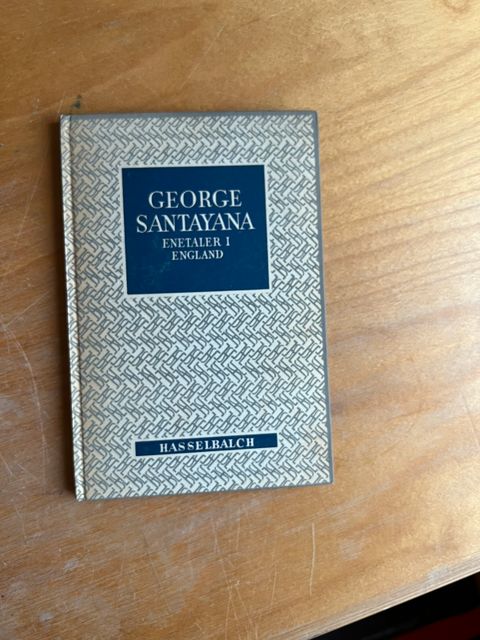 GEORGE
SANTAYANA
ENETALER I
ENGLAND
HASSELBALCH